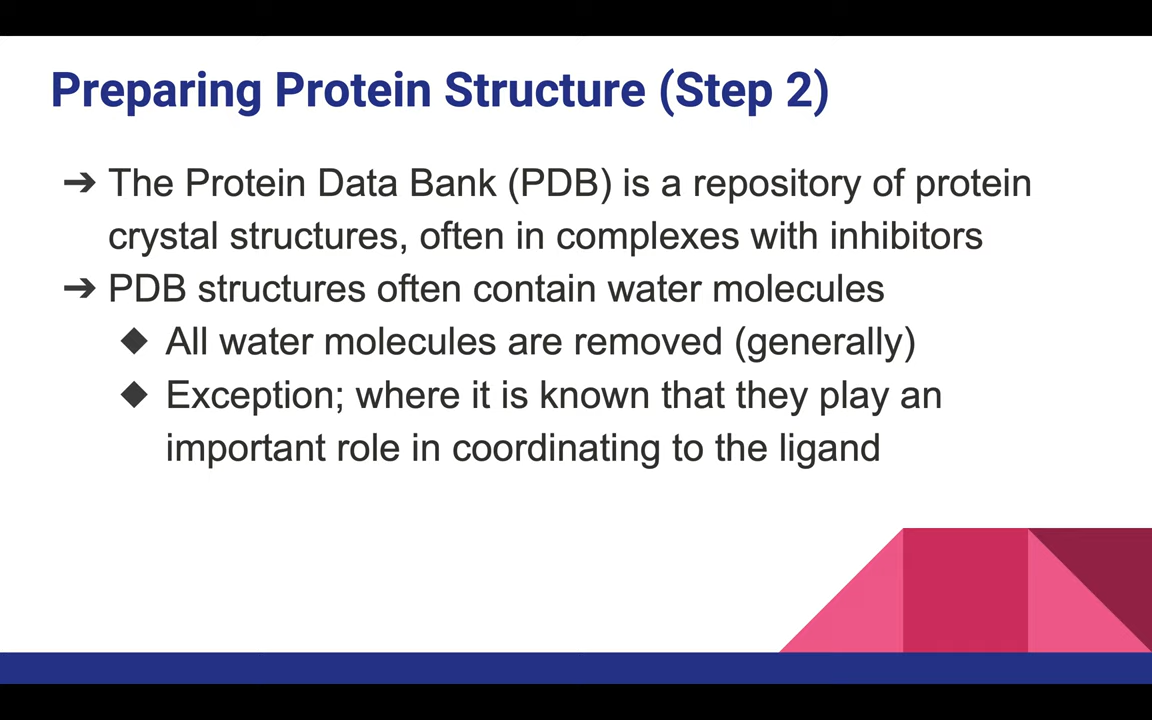 Preparing Protein Structure (Step 2)
➔ The Protein Data Bank (PDB) is a repository of protein
crystal structures, often in complexes with inhibitors
➔ PDB structures often contain water molecules
◆ All water molecules are removed (generally)
◆ Exception; where it is known that they play an
important role in coordinating to the ligand